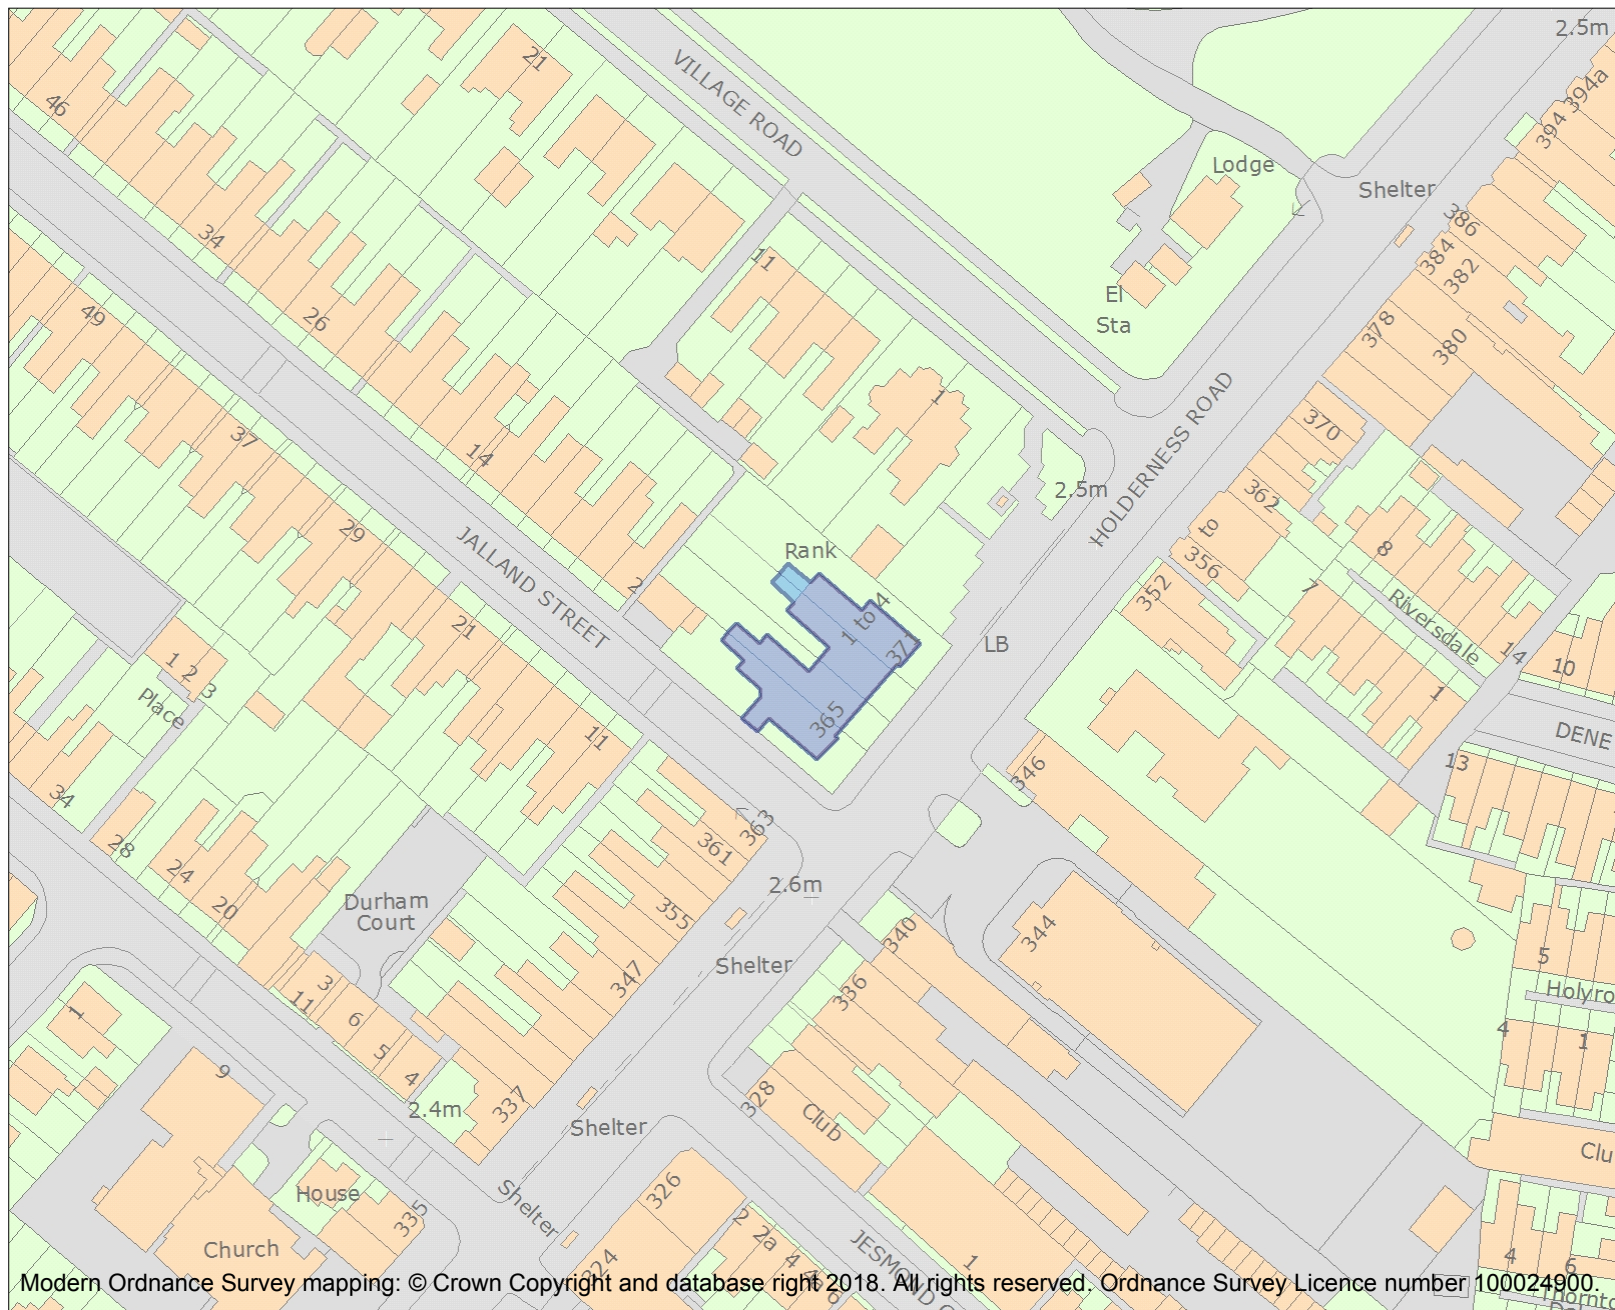 2.5m
21
VILLAGE ROAD
46
394a
394
Lodge
Shelter
386
384
382
34
11
El
Sta
26
49
378
380
1
370
HOLDERNESS ROAD
37
14
2.5m
362
to
356
29
JALLAND STREET
Rank
8
7
352
Riversdale
2
1 to 4
371
21
LB
14
10
1 2 3
Place
1
365
DENE
11
13
346
34
363
361
28
24
2.6m
20
Durham
Court
355
340
344
5
Shelter
347
336
3
11
Holyro
4
1
1
6
5
9
4
328
2.4m
337
Club
Shelter
Clu
House
Shelter
326
335
2
2a
4
4a
6
Church
324
JESMOND G
1
4
6
Thornto
Modern Ordnance Survey mapping: © Crown Copyright and database right 2018. All rights reserved. Ordnance Survey Licence number 100024900.